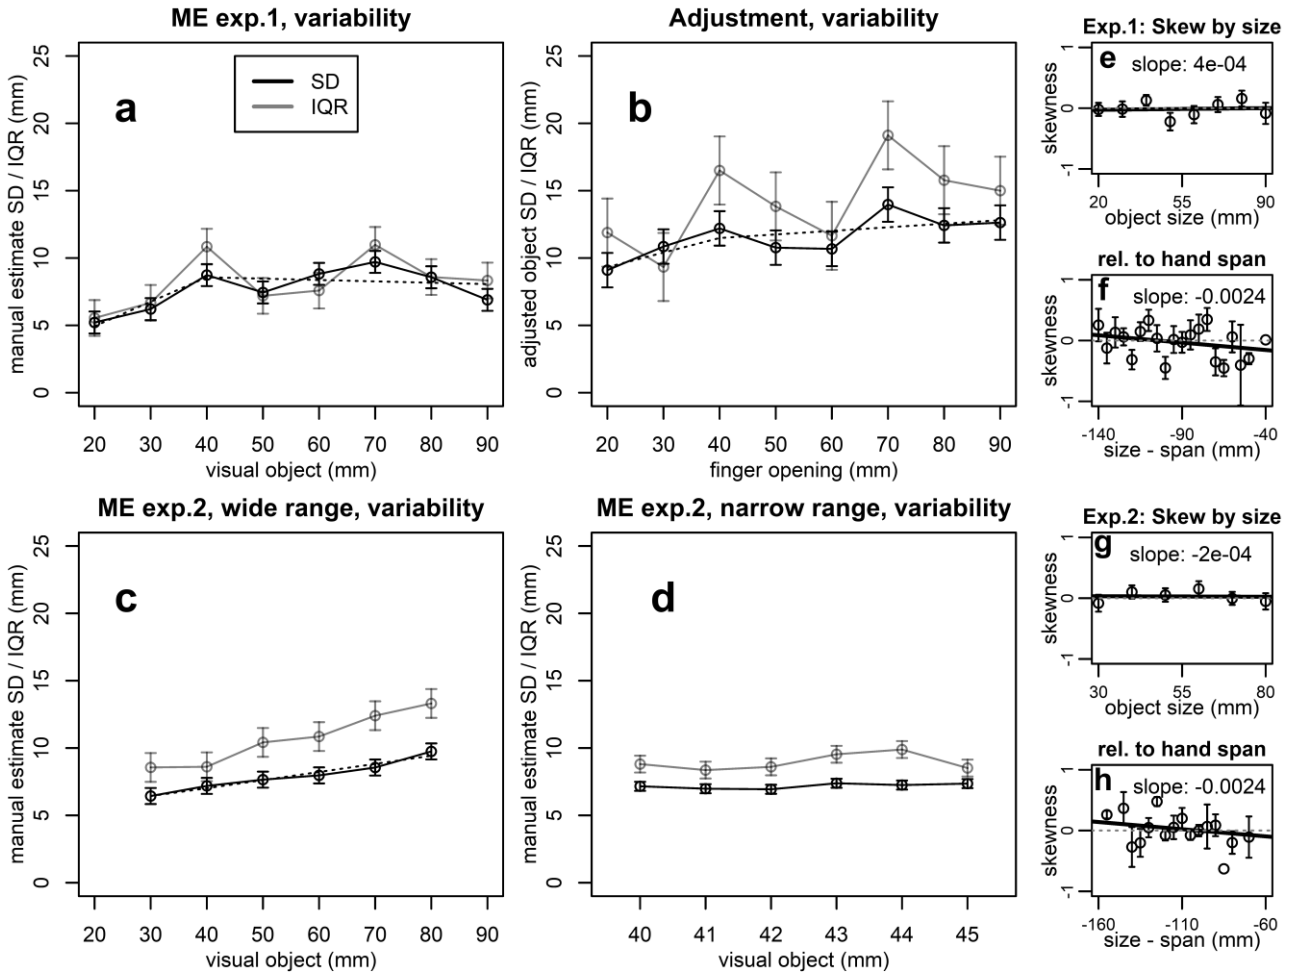 ME exp.1, variability
manual estimate SD / IQR (mm)
25
20
15
10
5
0
a
SD
IQR
20 30 40 50 60 70 80 90
visual object (mm)
Adjustment, variability
adjusted object SD / IQR (mm)
25
20
15
10
5
0
b
20 30 40 50 60 70 80 90
finger opening (mm)
Exp.1: Skew by size
e
slope: 4e-04
skewness
1
0
-1
20 55 90
object size (mm)
rel. to hand span
f
slope: -0.0024
skewness
1
0
-1
-140 -90 -40
size - span (mm)
ME exp.2, wide range, variability
manual estimate SD / IQR (mm)
25
20
15
10
5
0
c
20 30 40 50 60 70 80 90
visual object (mm)
ME exp.2, narrow range, variability
manual estimate SD / IQR (mm)
25
20
15
10
5
0
d
40 41 42 43 44 45
visual object (mm)
Exp.2: Skew by size
g
slope: -2e-04
skewness
1
0
-1
30 55 80
object size (mm)
rel. to hand span
h
slope: -0.0024
skewness
1
0
-1
-160 -110 -60
size - span (mm)